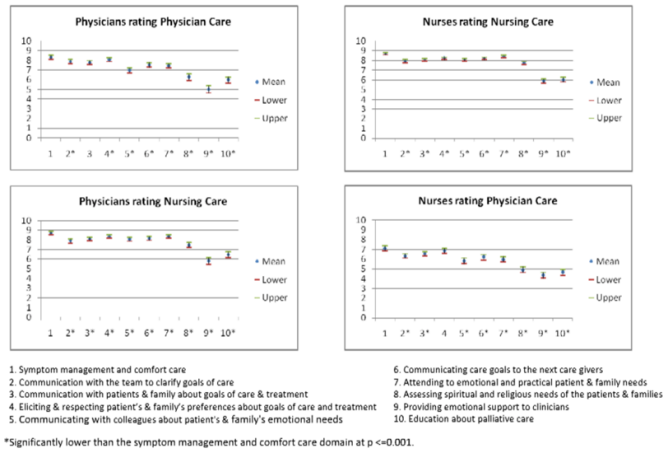 Physicians rating Physician Care
10
9
8
7
6
5
4
3
2
1
0
Mean
Lower
Upper
1 2* 3 4 5* 6* 7* 8* 9* 10*
Nurses rating Nursing Care
10
9
8
7
6
5
4
3
2
1
0
Mean
Lower
Upper
1 2* 3* 4* 5* 6* 7* 8* 9* 10*
Physicians rating Nursing Care
10
9
8
7
6
5
4
3
2
1
0
Mean
Lower
Upper
1 2* 3* 4* 5* 6* 7* 8* 9* 10*
Nurses rating Physician Care
10
9
8
7
6
5
4
3
2
1
0
Mean
Lower
Upper
1 2* 3* 4 5* 6* 7* 8* 9* 10*
1. Symptom management and comfort care
2. Communication with the team to clarify goals of care
3. Communication with patients & family about goals of care & treatment
4. Eliciting & respecting patient's & family's preferences about goals of care and treatment
5. Communicating with colleagues about patient's & family's emotional needs
6. Communicating care goals to the next care givers
7. Attending to emotional and practical patient & family needs
8. Assessing spiritual and religious needs of the patients & families
9. Providing emotional support to clinicians
10. Education about palliative care
*Significantly lower than the symptom management and comfort care domain at p <=0.001.